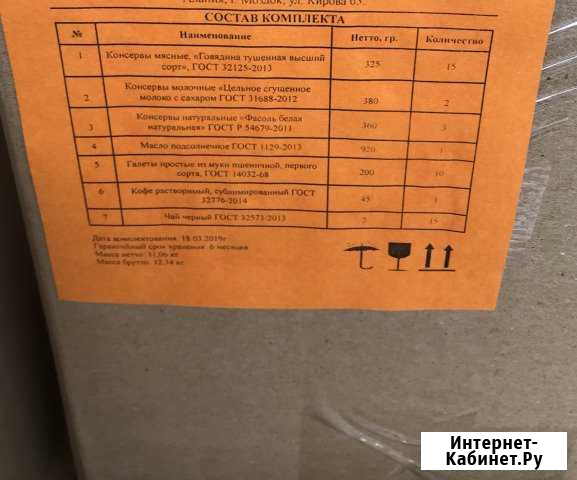 г. Моздок, ул. Кирова 63.
СОСТАВ КОМПЛЕКТА
№ Наименование Нетто, гр. Количество
1 Консервы мясные, «Говядина тушенная высший сорт», ГОСТ 32125-2013 325 15
2 Консервы молочные «Цельное сгущенное молоко с сахаром ГОСТ 31688-2012 380 2
3 Консервы натуральные «Фасоль белая натуральная» ГОСТ Р 54679-2011 360 3
4 Масло подсолнечное ГОСТ 1129-2013 920 1
5 Галеты простые из муки пшеничной, первого сорта, ГОСТ 14032-68 200 10
6 Кофе растворимый, сублимированный ГОСТ 32776-2014 45 1
7 Чай черный ГОСТ 32573-2013 2 15
Дата комплектования 18.03.2019г
Гарантийный срок хранения 6 месяцев
Масса нетто: 11,06 кг
Масса брутто: 12,34 кг
Интернет-
Кабинет.Ру